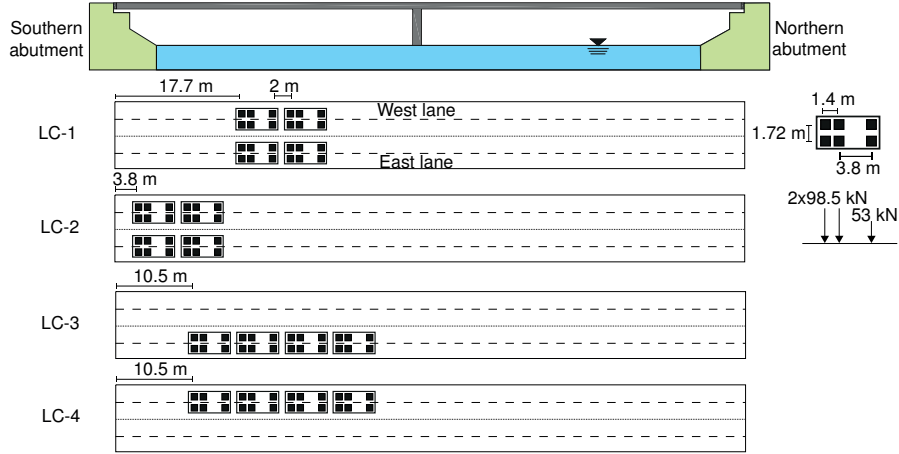 Southern
abutment
Northern
abutment
17.7 m
2 m
West lane
LC-1
East lane
1.4 m
1.72 m
3.8 m
3.8 m
LC-2
2x98.5 kN
53 kN
10.5 m
LC-3
10.5 m
LC-4